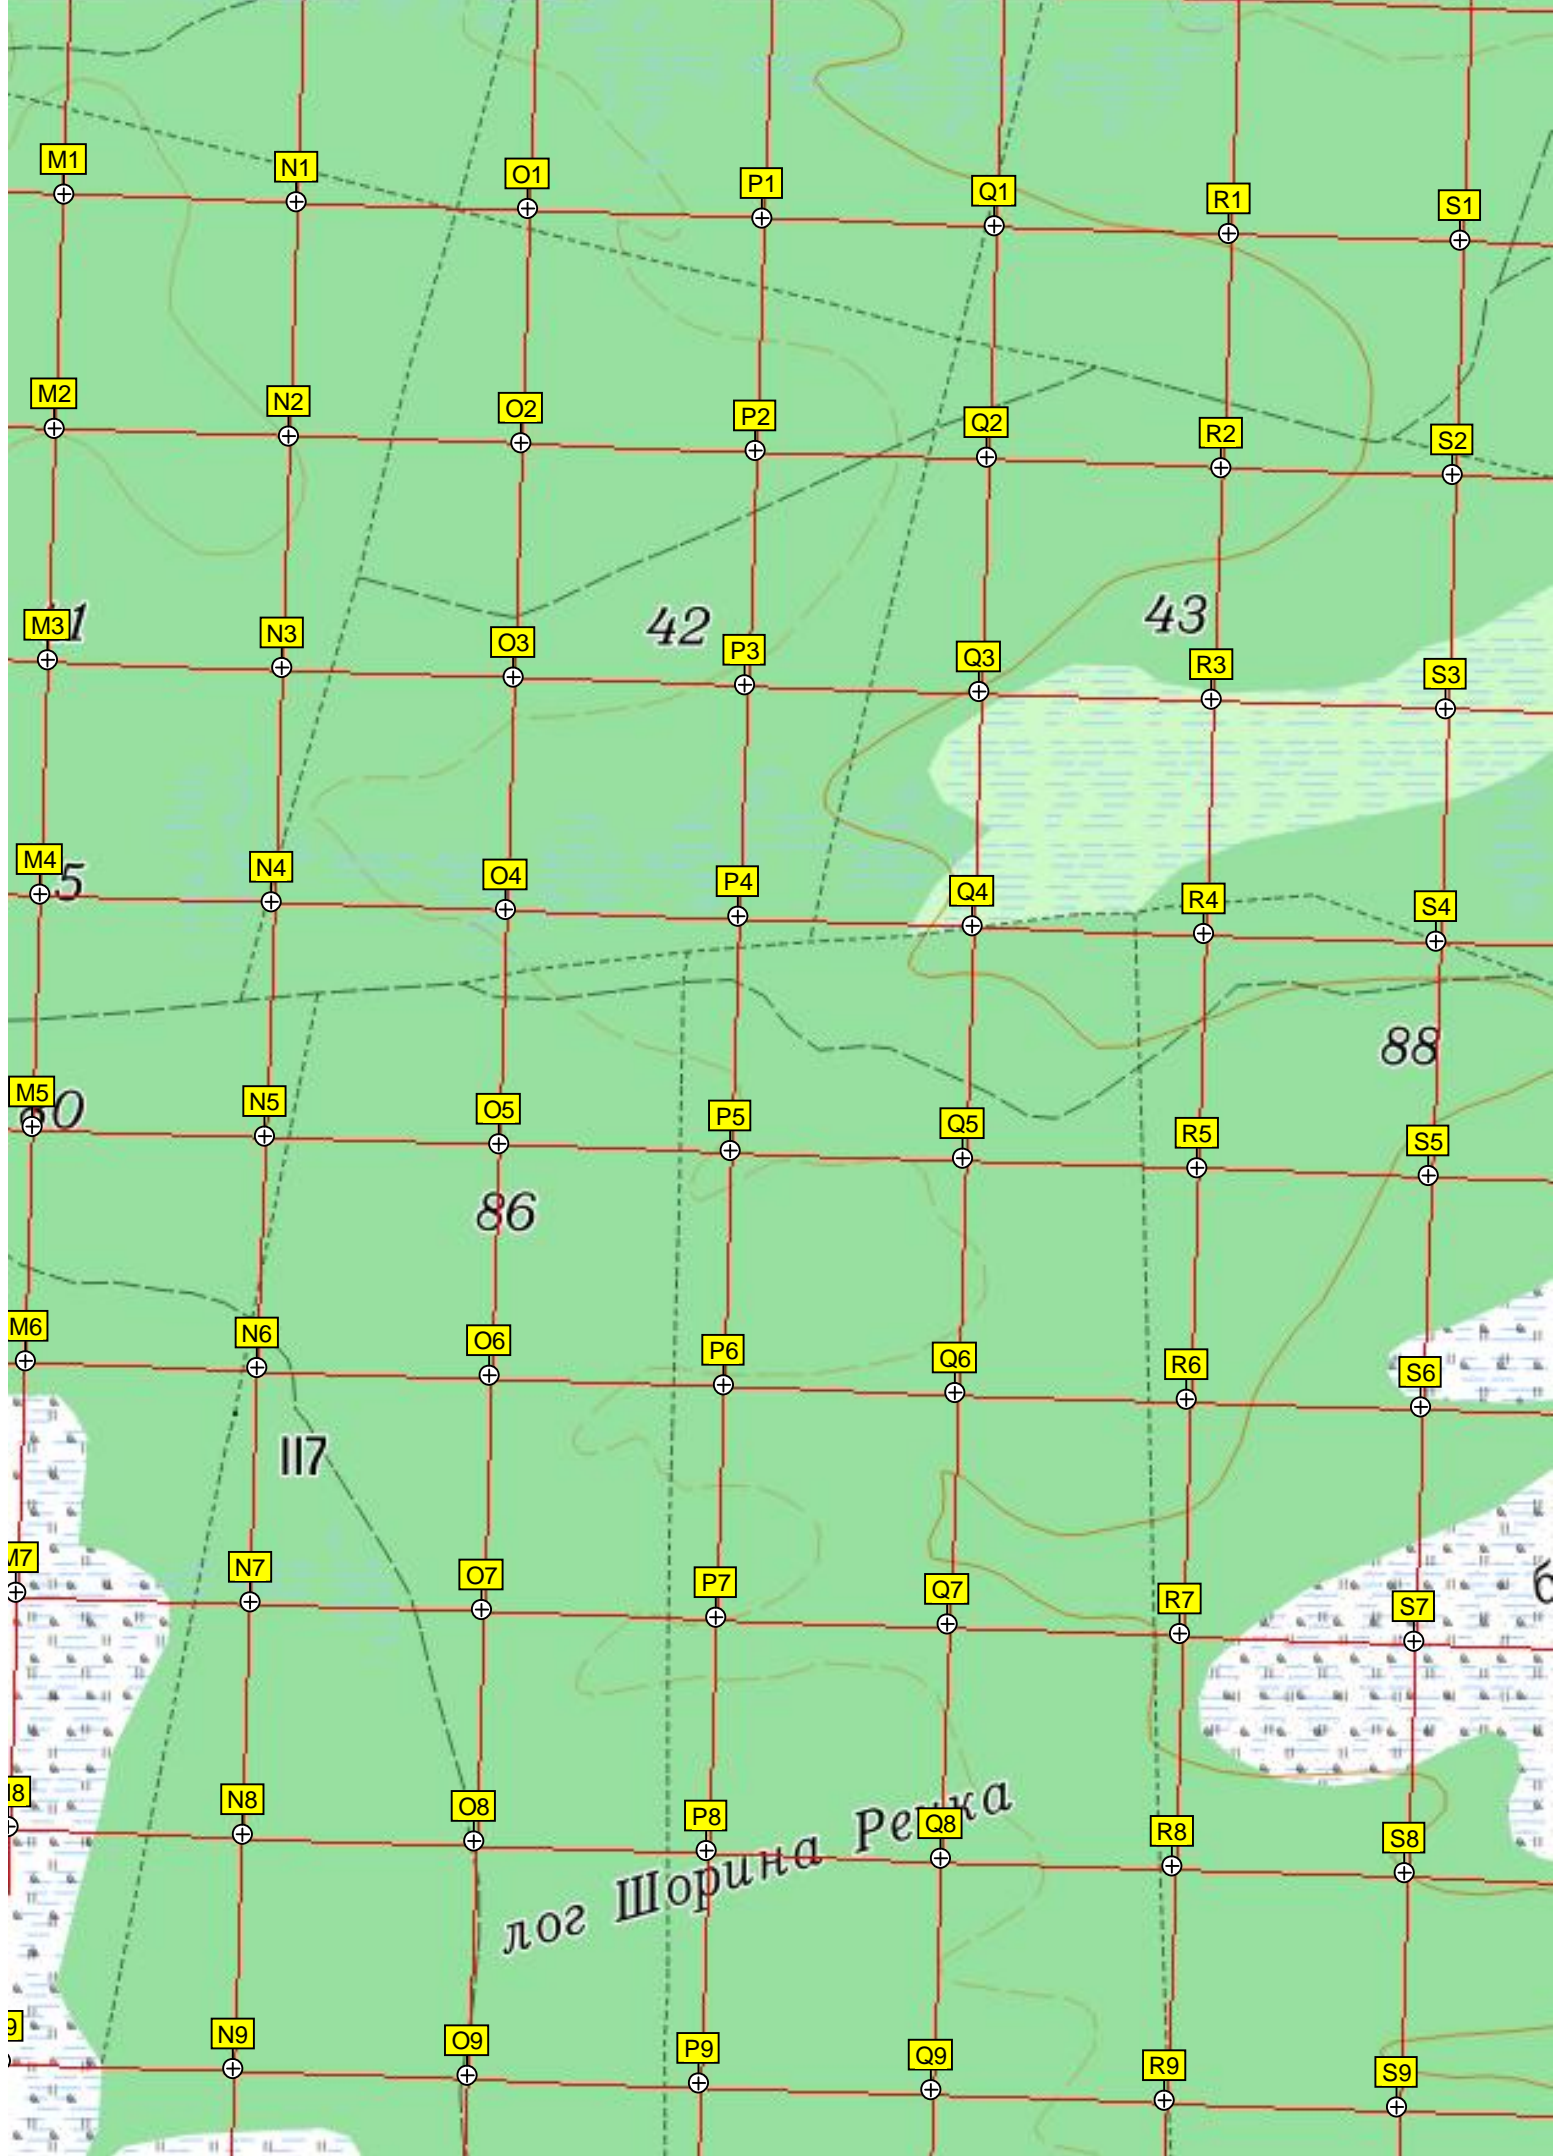 M1 N1 O1 P1 Q1 R1 S1
M2 N2 O2 P2 Q2 R2 S2
42 43
M3 N3 O3 P3 Q3 R3 S3
M4 N4 O4 P4 Q4 R4 S4
5
88
M5 N5 O5 P5 Q5 R5 S5
86
M6 N6 O6 P6 Q6 R6 S6
117
M7 N7 O7 P7 Q7 R7 S7
N8 O8 P8 Q8 R8 S8
лог Шорина Речка
N9 O9 P9 Q9 R9 S9